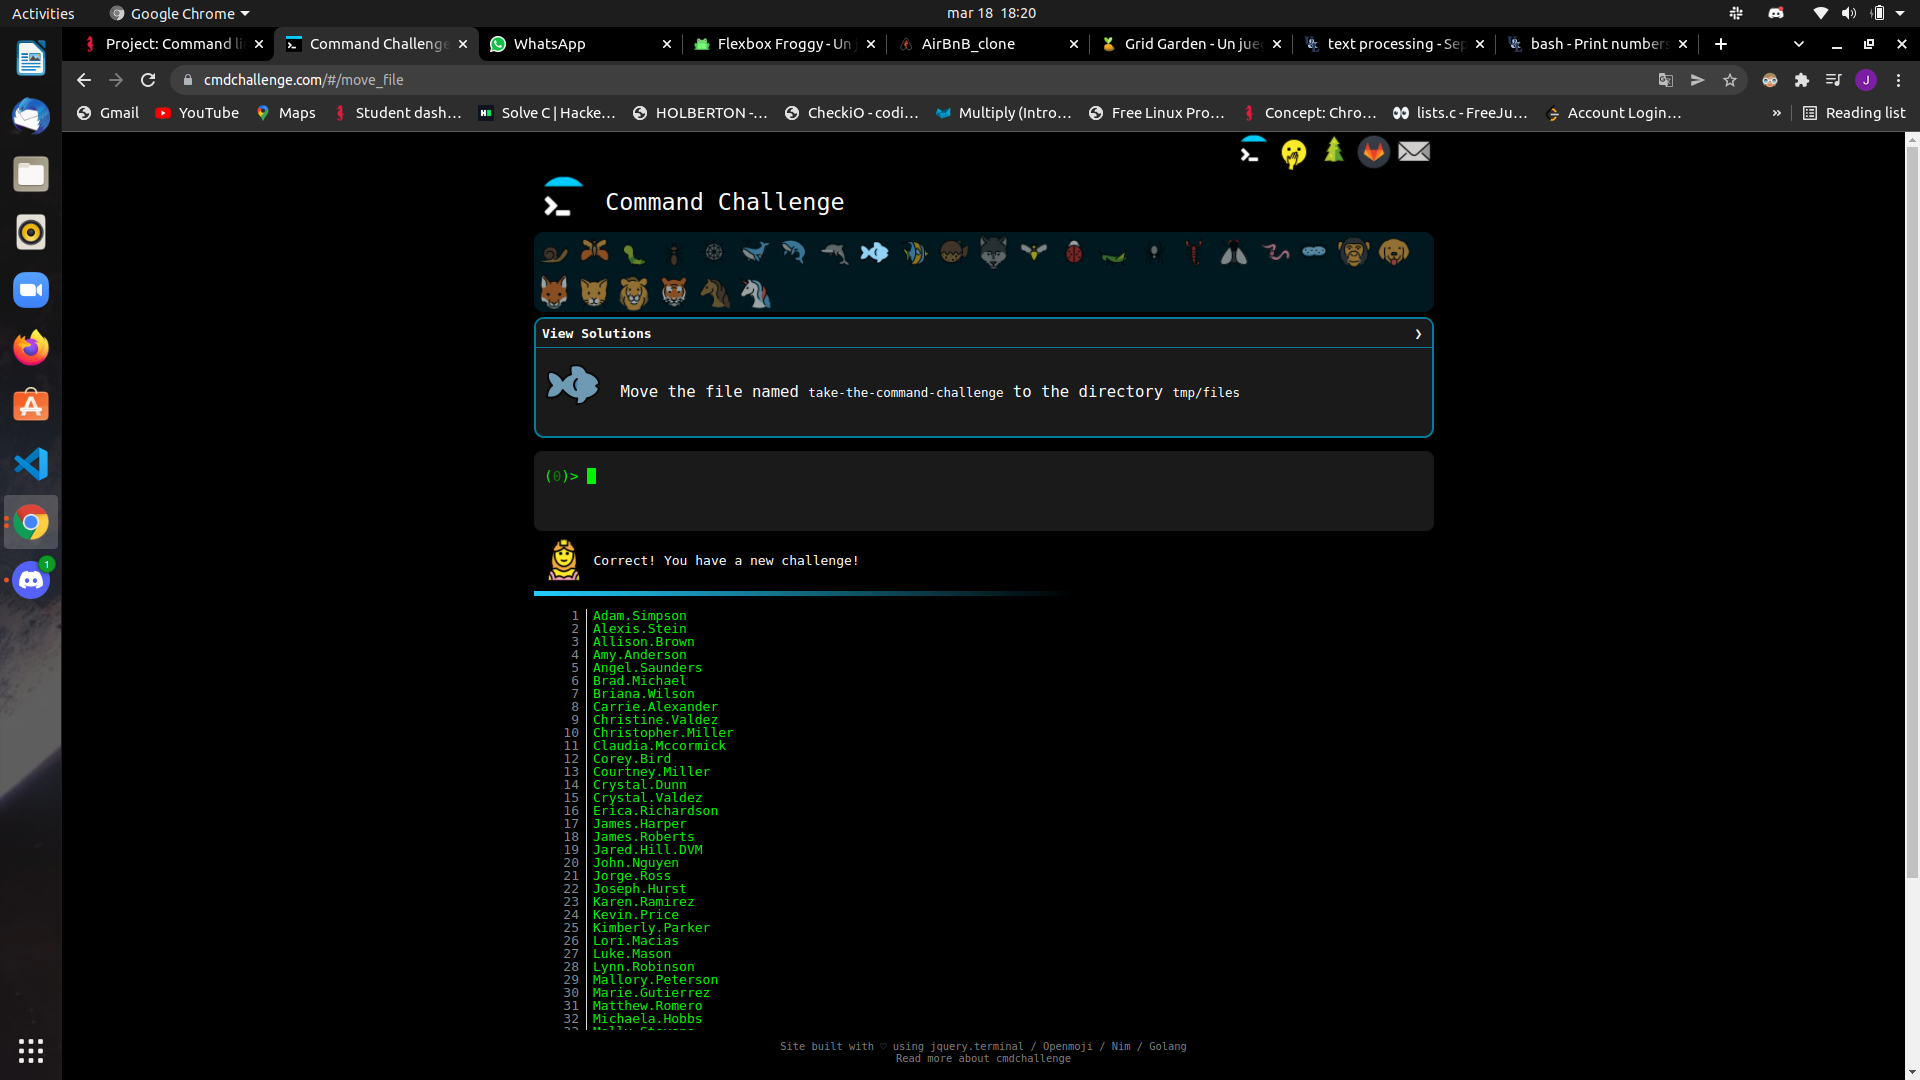 Activities
Google Chrome
mar 18 18:20
Project: Command li
Command Challenge
WhatsApp
Flexbox Froggy - Un j
AirBnB_clone
Grid Garden - Un jueg
text processing - Sep
bash - Print numbers
cmdchallenge.com/#/move_file
J
Gmail
YouTube
Maps
Student dash…
Solve C | Hacke…
HOLBERTON -…
CheckiO - codi…
Multiply (Intro…
Free Linux Pro…
Concept: Chro…
lists.c - FreeJu…
Account Login…
»
Reading list
Command Challenge
View Solutions
Move the file named take-the-command-challenge to the directory tmp/files
(0)>
Correct! You have a new challenge!
1 Adam.Simpson
2 Alexis.Stein
3 Allison.Brown
4 Amy.Anderson
5 Angel.Saunders
6 Brad.Michael
7 Briana.Wilson
8 Carrie.Alexander
9 Christine.Valdez
10 Christopher.Miller
11 Claudia.Mccormick
12 Corey.Bird
13 Courtney.Miller
14 Crystal.Dunn
15 Crystal.Valdez
16 Erica.Richardson
17 James.Harper
18 James.Roberts
19 Jared.Hill.DVM
20 John.Nguyen
21 Jorge.Ross
22 Joseph.Hurst
23 Karen.Ramirez
24 Kevin.Price
25 Kimberly.Parker
26 Lori.Macias
27 Luke.Mason
28 Lynn.Robinson
29 Mallory.Peterson
30 Marie.Gutierrez
31 Matthew.Romero
32 Michaela.Hobbs
Site built with ♡ using jquery.terminal / Openmoji / Nim / Golang
Read more about cmdchallenge
1